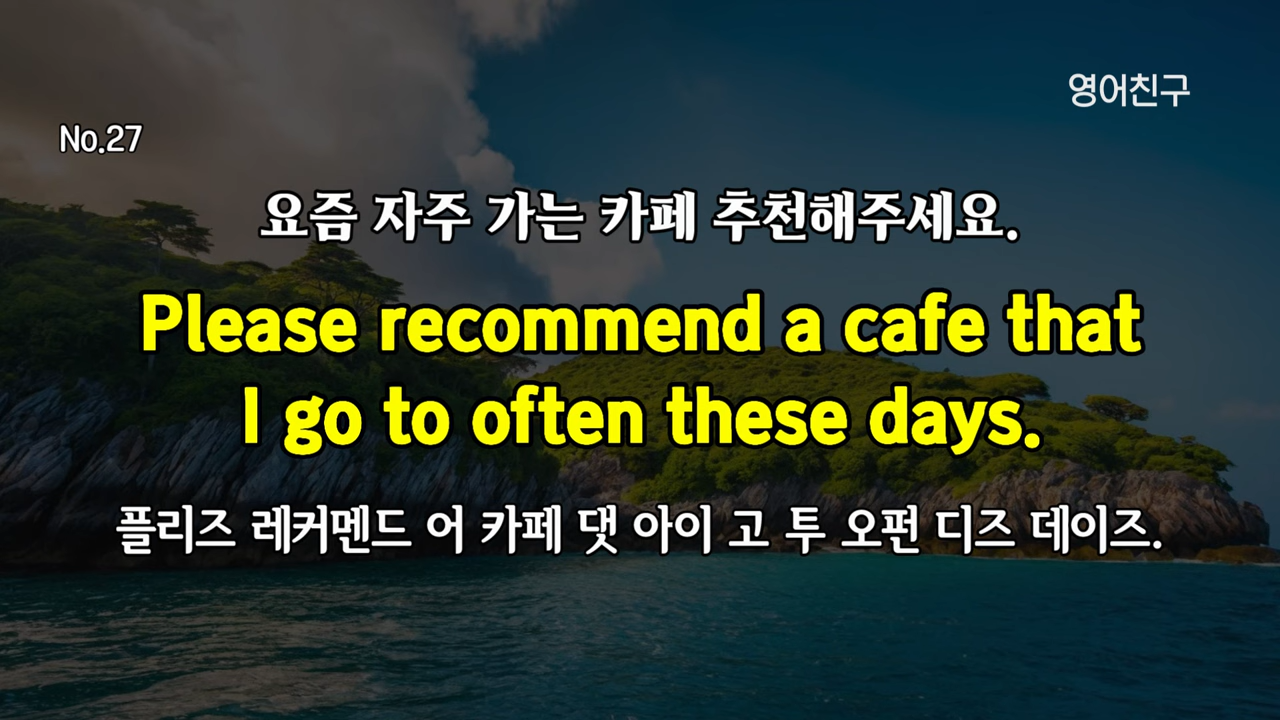 영어친구
No.27
요즘 자주 가는 카페 추천해주세요.
Please recommend a cafe that
I go to often these days.
플리즈 레커멘드 어 카페 댓 아이 고 투 오펀 디즈 데이즈.